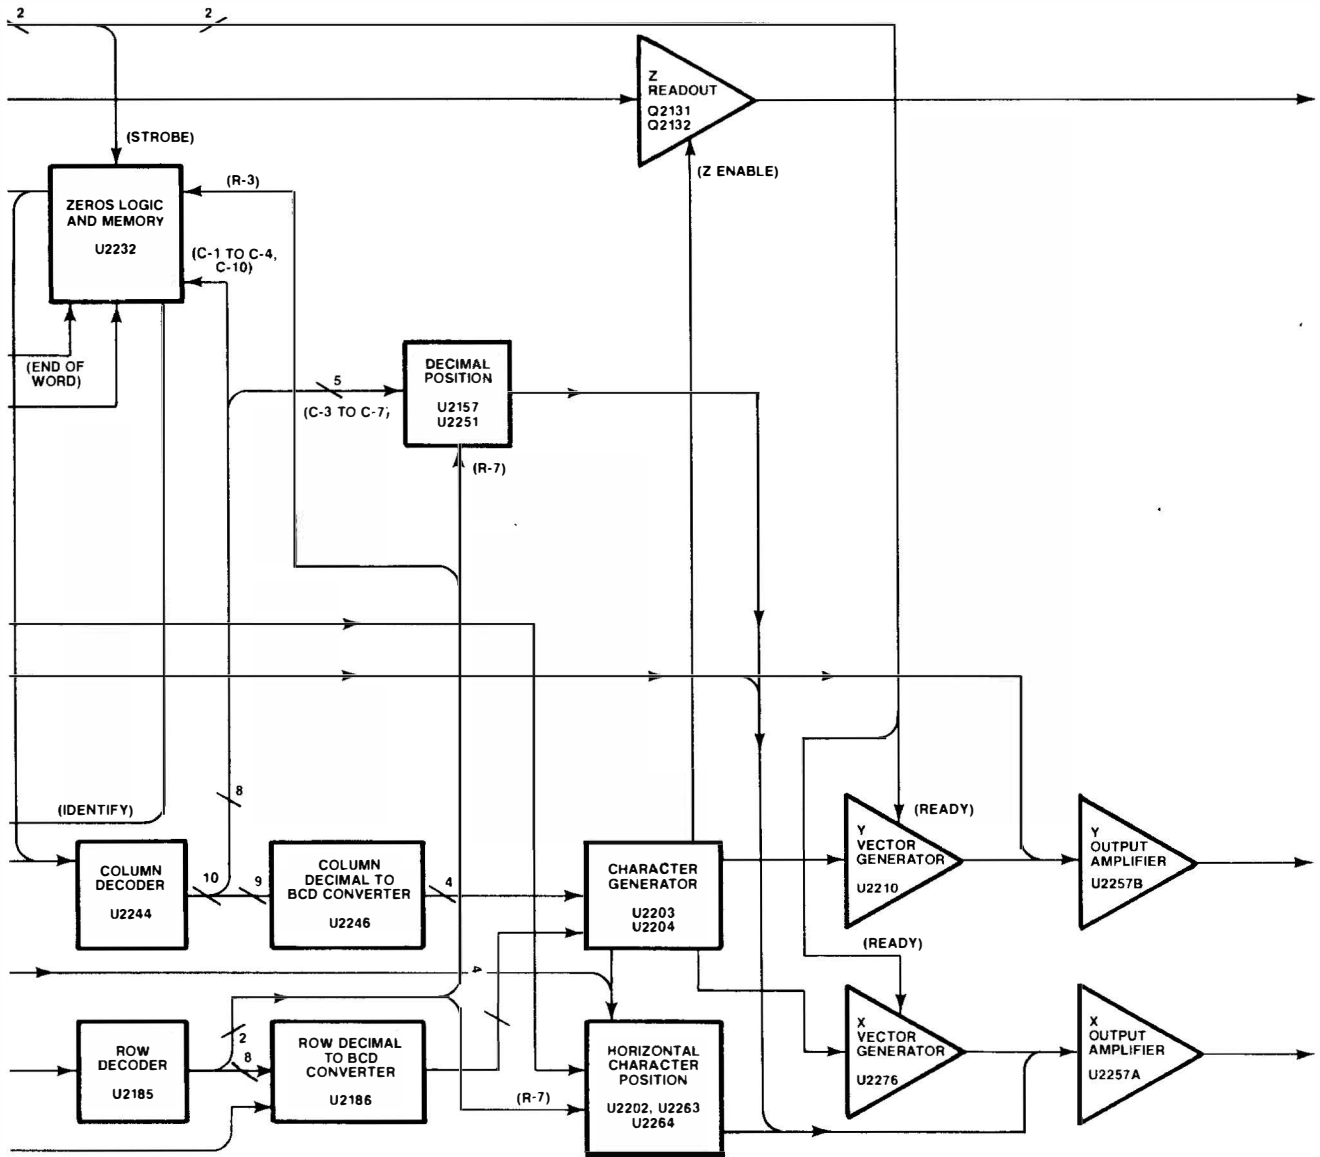 2
2
Z
READOUT
Q2131
Q2132
(STROBE)
(Z ENABLE)
(R-3)
ZEROS LOGIC
AND MEMORY
U2232
(C-1 TO C-4,
C-10)
(END OF
WORD)
DECIMAL
POSITION
U2157
U2251
5
(C-3 TO C-7)
(R-7)
8
(IDENTIFY)
(READY)
COLUMN
DECODER
U2244
10
9
COLUMN
DECIMAL TO
BCD CONVERTER
U2246
4
CHARACTER
GENERATOR
U2203
U2204
Y
VECTOR
GENERATOR
U2210
Y
OUTPUT
AMPLIFIER
U2257B
(READY)
4
ROW
DECODER
U2185
2
8
ROW DECIMAL
TO BCD
CONVERTER
U2186
(R-7)
HORIZONTAL
CHARACTER
POSITION
U2202, U2263
U2264
X
VECTOR
GENERATOR
U2276
X
OUTPUT
AMPLIFIER
U2257A